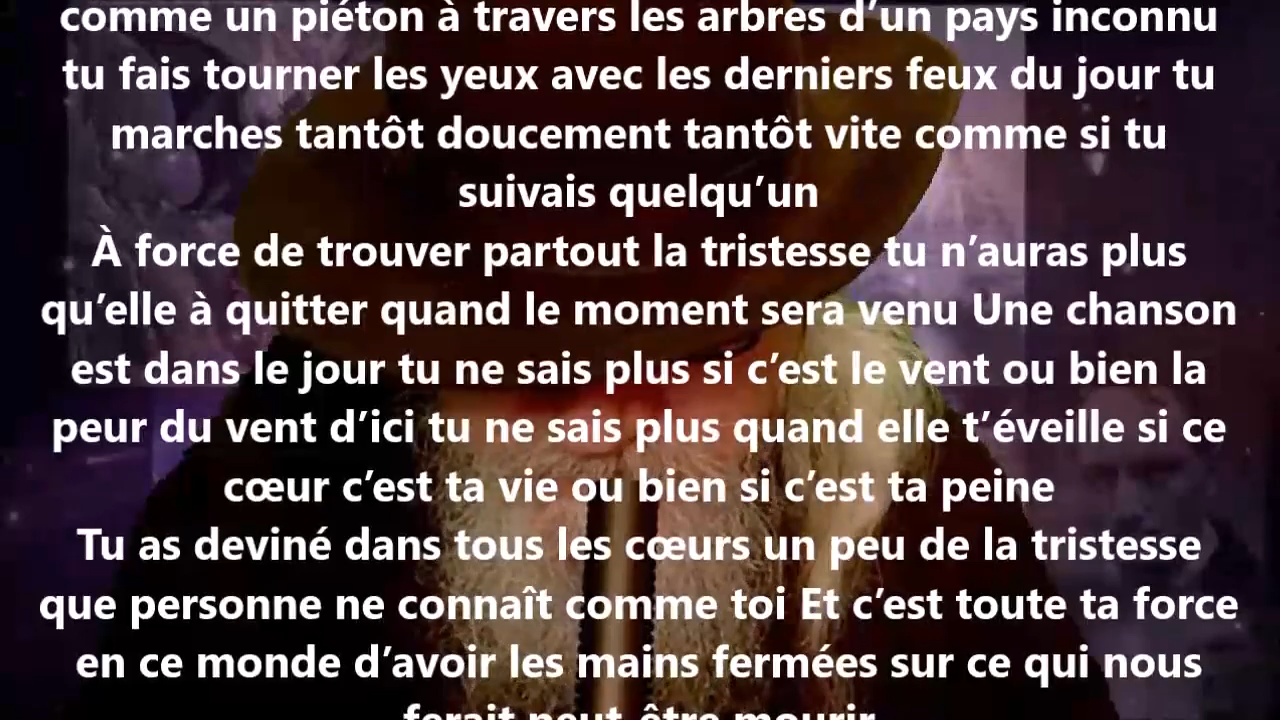 comme un piéton à travers les arbres d’un pays inconnu
tu fais tourner les yeux avec les derniers feux du jour tu
marches tantôt doucement tantôt vite comme si tu
suivais quelqu’un
À force de trouver partout la tristesse tu n’auras plus
qu’elle à quitter quand le moment sera venu Une chanson
est dans le jour tu ne sais plus si c’est le vent ou bien la
peur du vent d’ici tu ne sais plus quand elle t’éveille si ce
cœur c’est ta vie ou bien si c’est ta peine
Tu as deviné dans tous les cœurs un peu de la tristesse
que personne ne connaît comme toi Et c’est toute ta force
en ce monde d’avoir les mains fermées sur ce qui nous
ferait peut-être mourir